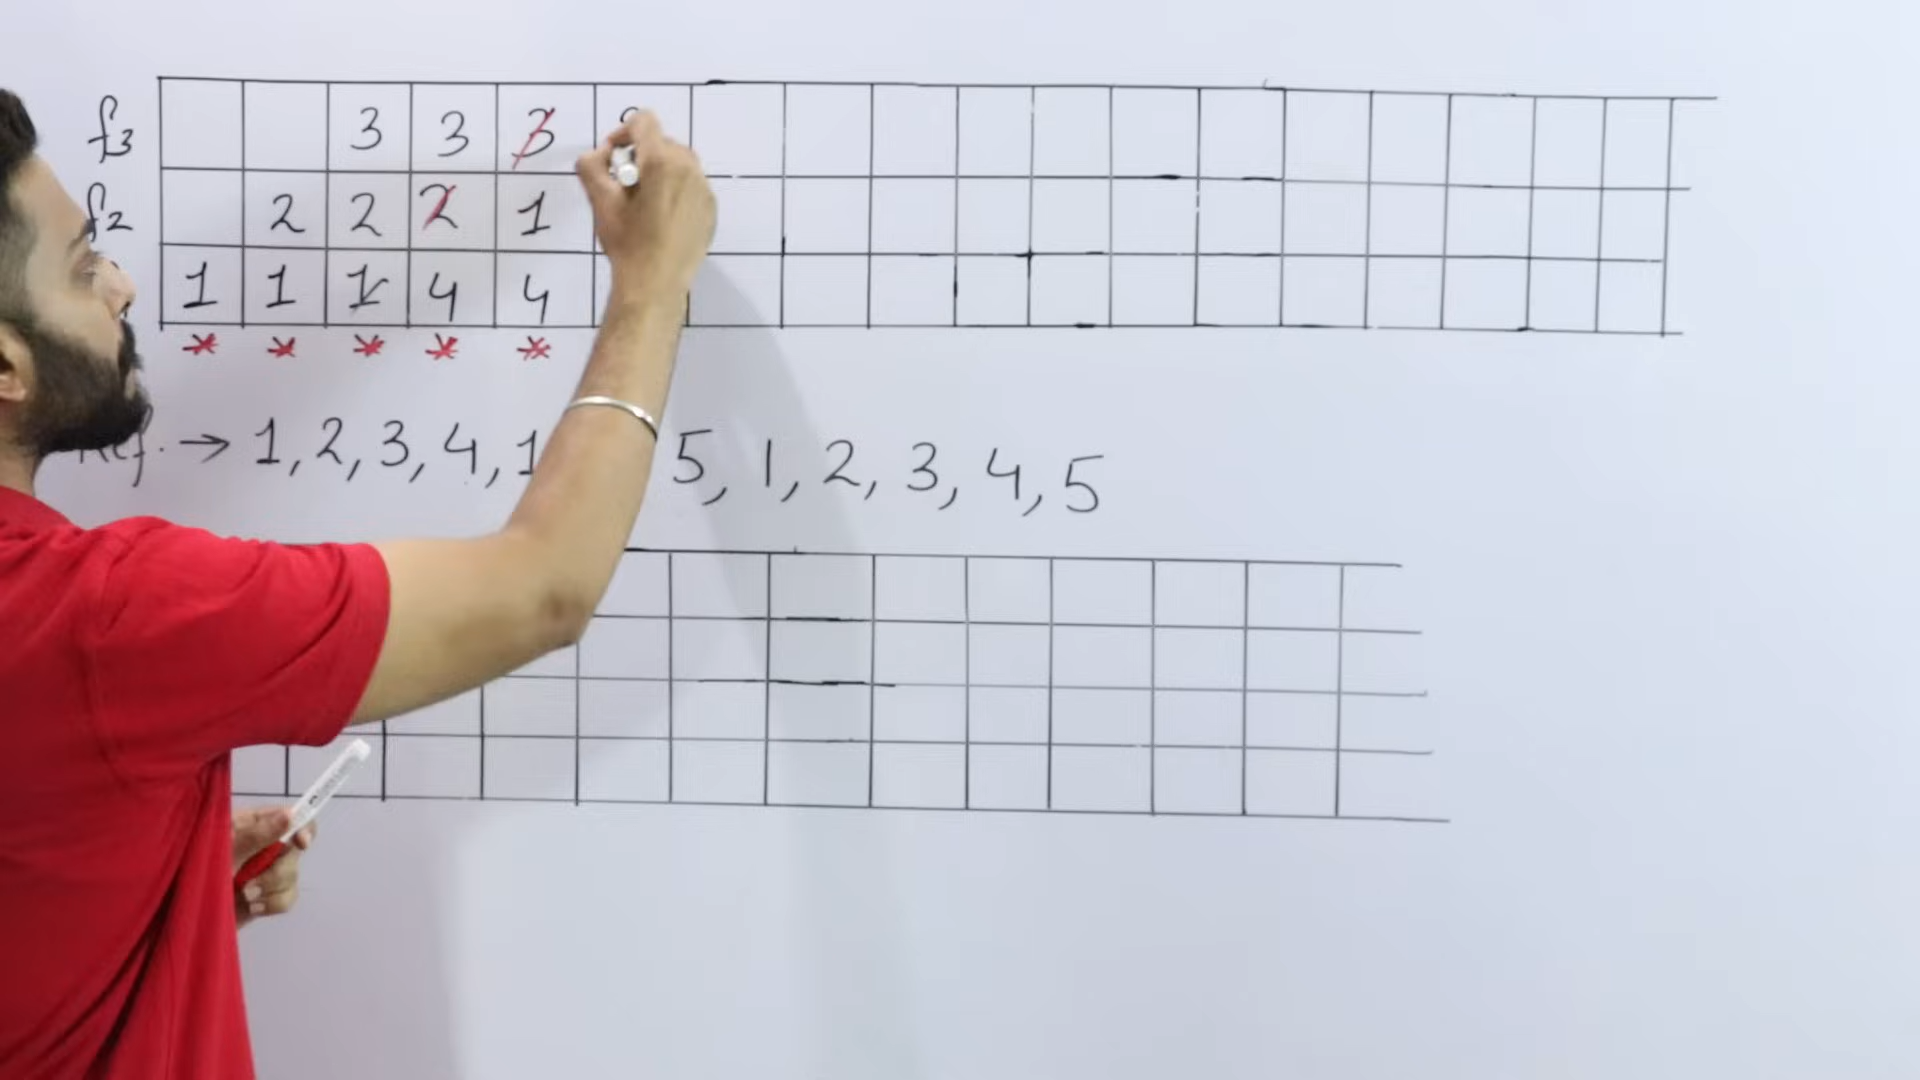 f3 3 3 3
f2 2 2 2 1
1 1 1 4 4
* * * * *
→ 1, 2, 3, 4, 1 5, 1, 2, 3, 4, 5